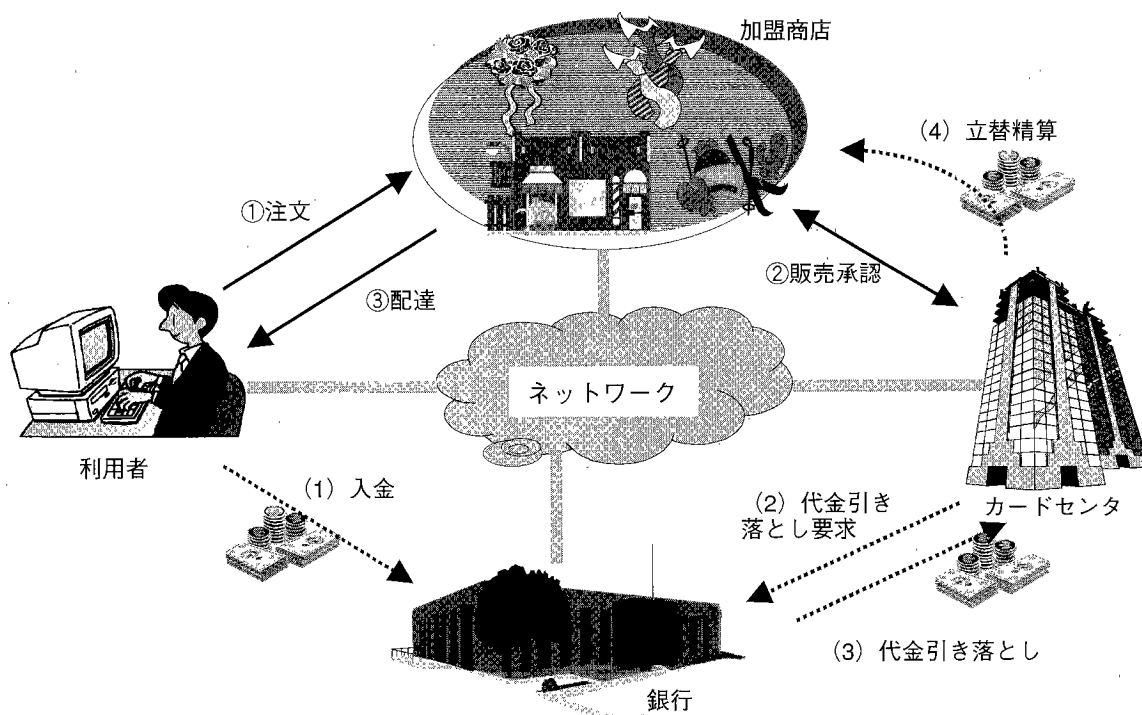 加盟商店
(4) 立替精算
①注文
②販売承認
③配達
ネットワーク
利用者
カードセンタ
(1) 入金
(2) 代金引き
落とし要求
(3) 代金引き落とし
銀行